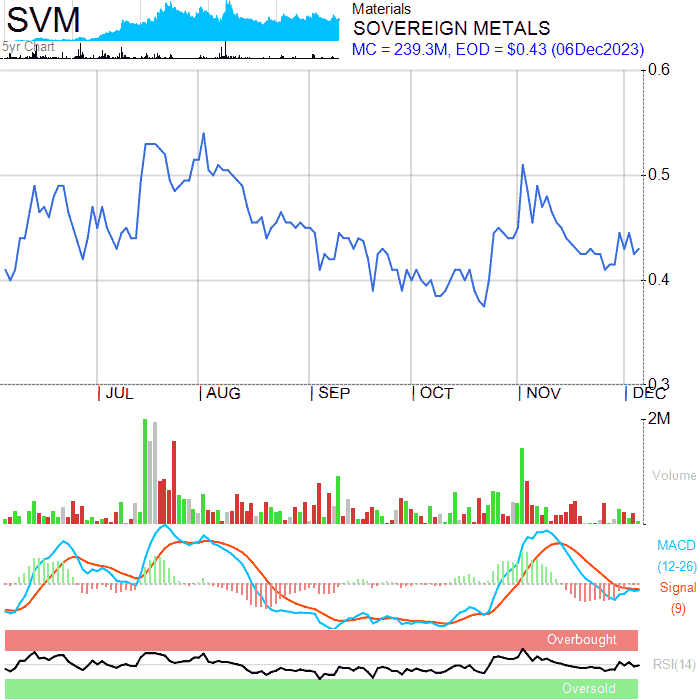 SVM
5yr Chart
Materials
SOVEREIGN METALS
MC = 239.3M, EOD = $0.43 (06Dec2023)
0.6
0.5
0.4
0.3
JUL AUG SEP OCT NOV DEC
2M
Volume
MACD
(12-26)
Signal
(9)
Overbought
RSI(14)
Oversold